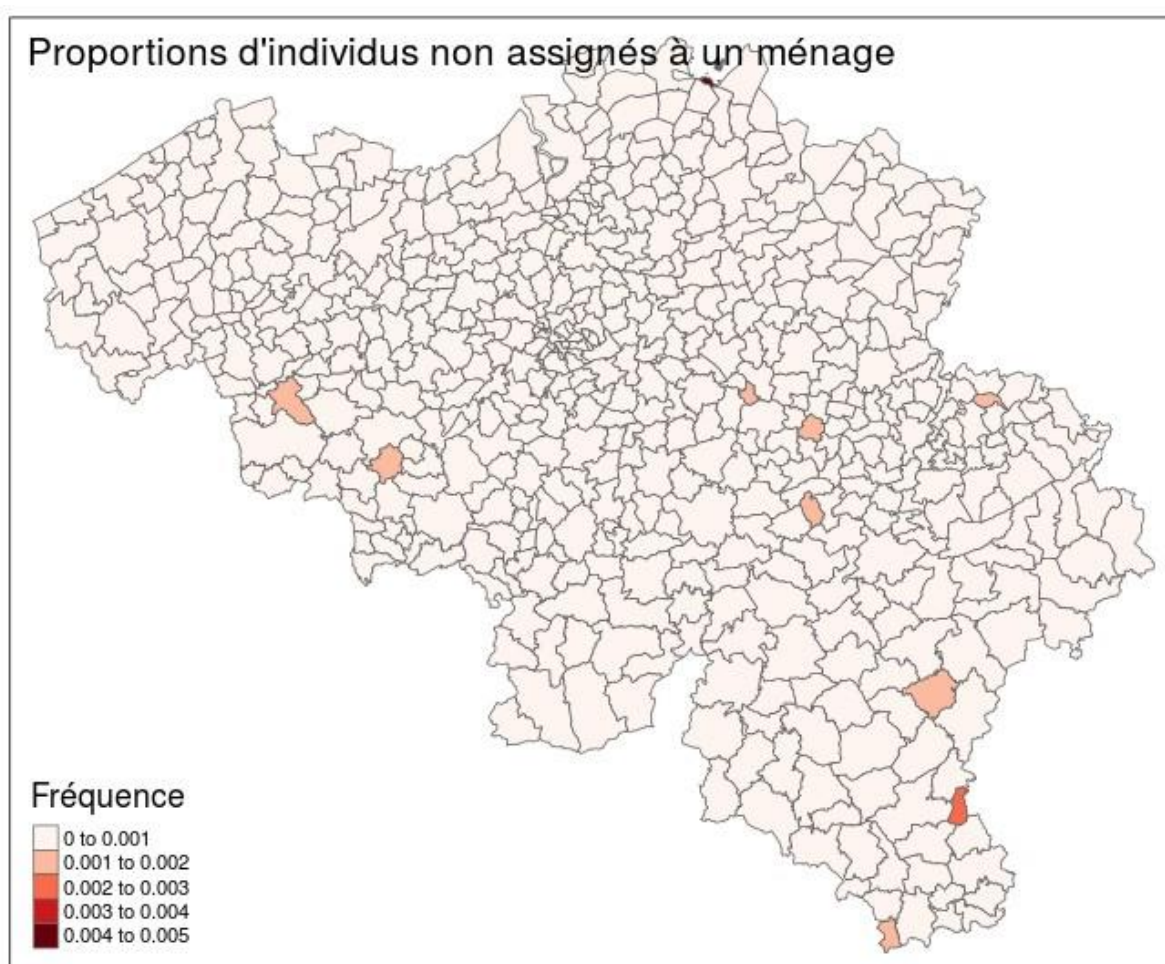 Proportions d'individus non assignés à un ménage
Fréquence
0 to 0.001
0.001 to 0.002
0.002 to 0.003
0.003 to 0.004
0.004 to 0.005